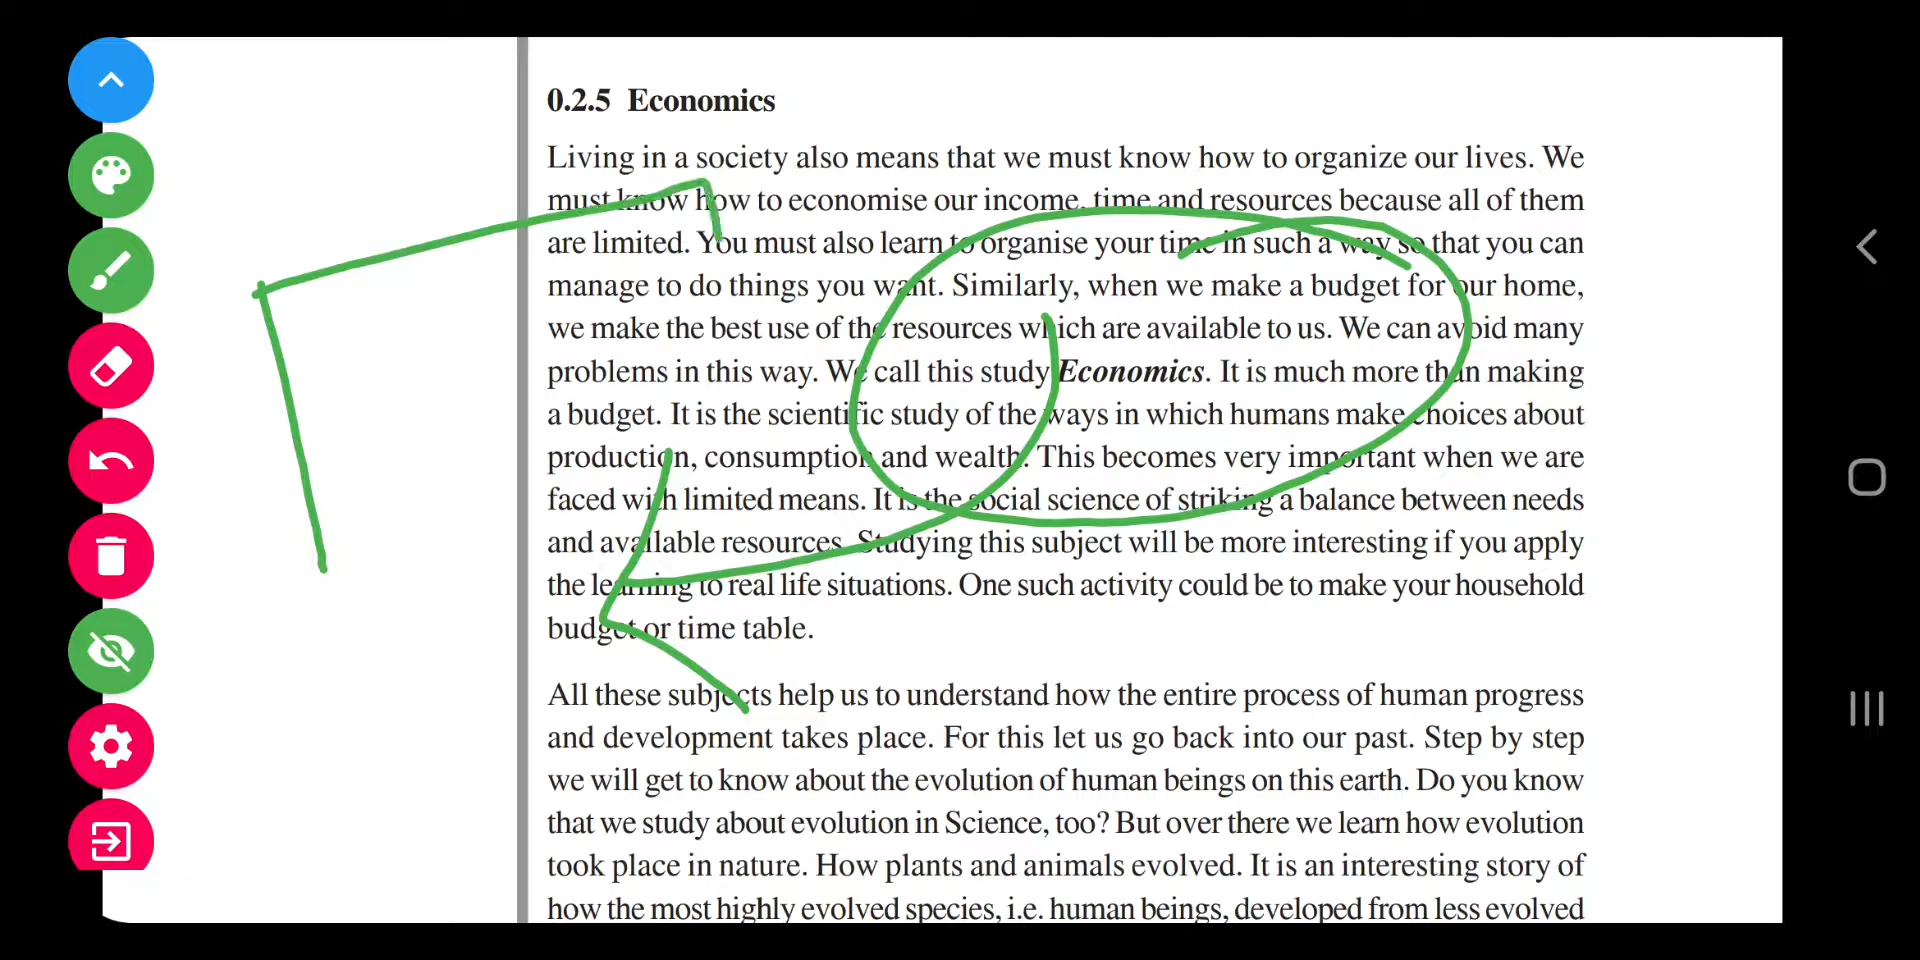 0.2.5 Economics
Living in a society also means that we must know how to organize our lives. We
must know how to economise our income, time and resources because all of them
are limited. You must also learn to organise your time in such a way so that you can
manage to do things you want. Similarly, when we make a budget for our home,
we make the best use of the resources which are available to us. We can avoid many
problems in this way. We call this study Economics. It is much more than making
a budget. It is the scientific study of the ways in which humans make choices about
production, consumption and wealth. This becomes very important when we are
faced with limited means. It is the social science of striking a balance between needs
and available resources. Studying this subject will be more interesting if you apply
the learning to real life situations. One such activity could be to make your household
budget or time table.
All these subjects help us to understand how the entire process of human progress
and development takes place. For this let us go back into our past. Step by step
we will get to know about the evolution of human beings on this earth. Do you know
that we study about evolution in Science, too? But over there we learn how evolution
took place in nature. How plants and animals evolved. It is an interesting story of
how the most highly evolved species, i.e. human beings, developed from less evolved